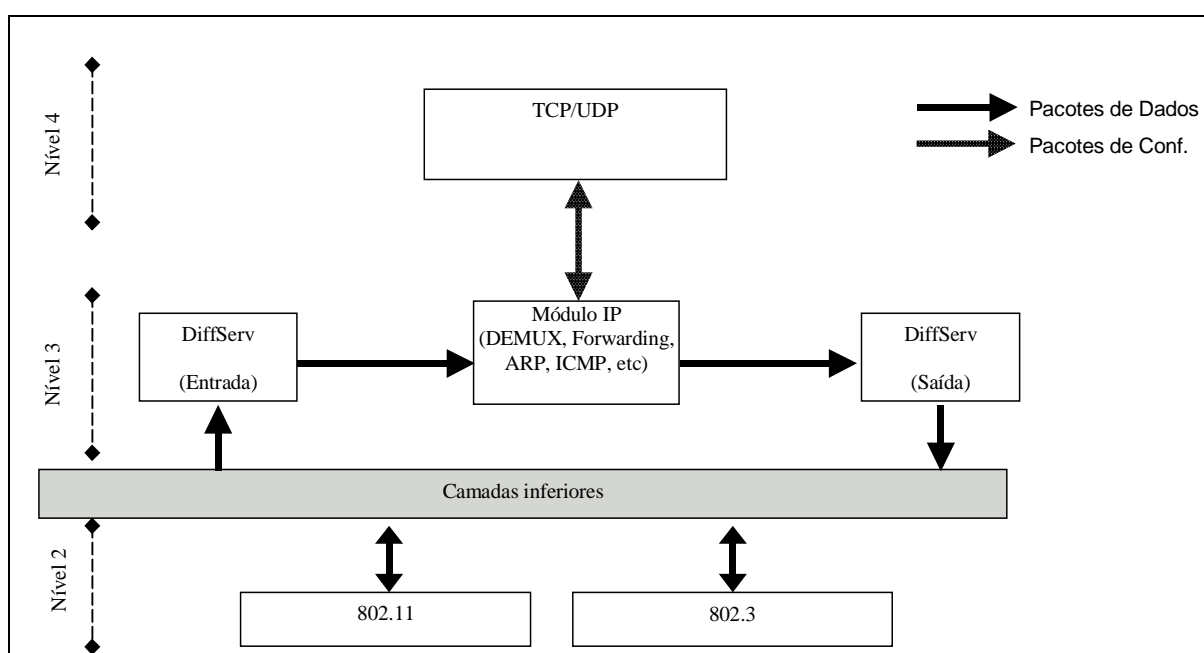 Nível 4
TCP/UDP
Pacotes de Dados
Pacotes de Conf.
Nível 3
DiffServ
(Entrada)
Módulo IP
(DEMUX, Forwarding,
ARP, ICMP, etc)
DiffServ
(Saída)
Camadas inferiores
Nível 2
802.11
802.3